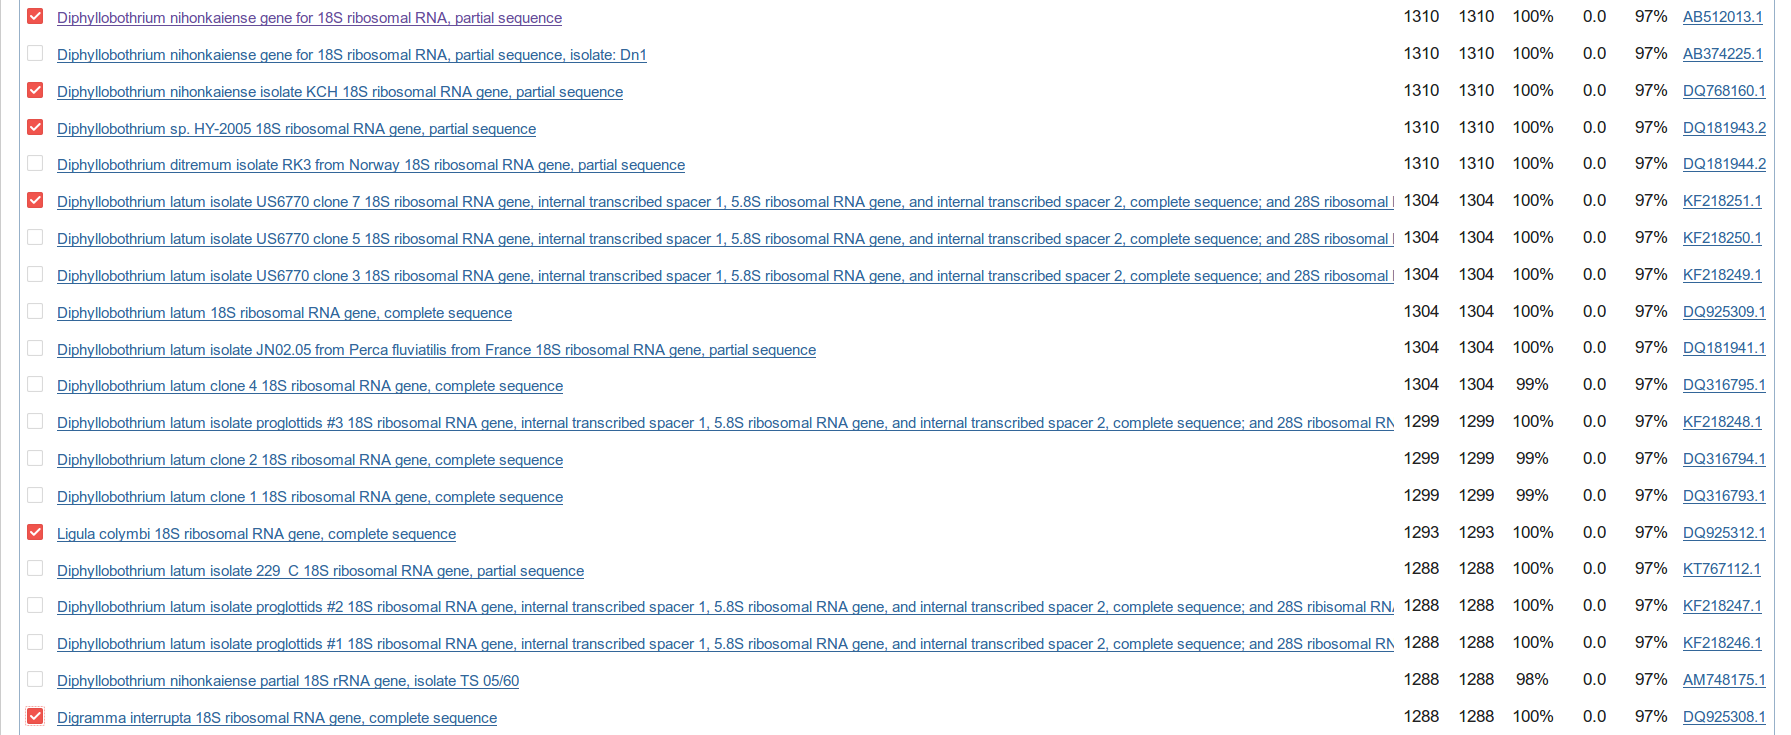 Diphyllobothrium nihonkaiense gene for 18S ribosomal RNA, partial sequence 1310 1310 100% 0.0 97% AB512013.1
Diphyllobothrium nihonkaiense gene for 18S ribosomal RNA, partial sequence, isolate: Dn1 1310 1310 100% 0.0 97% AB374225.1
Diphyllobothrium nihonkaiense isolate KCH 18S ribosomal RNA gene, partial sequence 1310 1310 100% 0.0 97% DQ768160.1
Diphyllobothrium sp. HY-2005 18S ribosomal RNA gene, partial sequence 1310 1310 100% 0.0 97% DQ181943.2
Diphyllobothrium ditremum isolate RK3 from Norway 18S ribosomal RNA gene, partial sequence 1310 1310 100% 0.0 97% DQ181944.2
Diphyllobothrium latum isolate US6770 clone 7 18S ribosomal RNA gene, internal transcribed spacer 1, 5.8S ribosomal RNA gene, and internal transcribed spacer 2, complete sequence; and 28S ribosomal 1304 1304 100% 0.0 97% KF218251.1
Diphyllobothrium latum isolate US6770 clone 5 18S ribosomal RNA gene, internal transcribed spacer 1, 5.8S ribosomal RNA gene, and internal transcribed spacer 2, complete sequence; and 28S ribosomal 1304 1304 100% 0.0 97% KF218250.1
Diphyllobothrium latum isolate US6770 clone 3 18S ribosomal RNA gene, internal transcribed spacer 1, 5.8S ribosomal RNA gene, and internal transcribed spacer 2, complete sequence; and 28S ribosomal 1304 1304 100% 0.0 97% KF218249.1
Diphyllobothrium latum 18S ribosomal RNA gene, complete sequence 1304 1304 100% 0.0 97% DQ925309.1
Diphyllobothrium latum isolate JN02.05 from Perca fluviatilis from France 18S ribosomal RNA gene, partial sequence 1304 1304 100% 0.0 97% DQ181941.1
Diphyllobothrium latum clone 4 18S ribosomal RNA gene, complete sequence 1304 1304 99% 0.0 97% DQ316795.1
Diphyllobothrium latum isolate proglottids #3 18S ribosomal RNA gene, internal transcribed spacer 1, 5.8S ribosomal RNA gene, and internal transcribed spacer 2, complete sequence; and 28S ribosomal RN 1299 1299 100% 0.0 97% KF218248.1
Diphyllobothrium latum clone 2 18S ribosomal RNA gene, complete sequence 1299 1299 99% 0.0 97% DQ316794.1
Diphyllobothrium latum clone 1 18S ribosomal RNA gene, complete sequence 1299 1299 99% 0.0 97% DQ316793.1
Ligula colymbi 18S ribosomal RNA gene, complete sequence 1293 1293 100% 0.0 97% DQ925312.1
Diphyllobothrium latum isolate 229_C 18S ribosomal RNA gene, partial sequence 1288 1288 100% 0.0 97% KT767112.1
Diphyllobothrium latum isolate proglottids #2 18S ribosomal RNA gene, internal transcribed spacer 1, 5.8S ribosomal RNA gene, and internal transcribed spacer 2, complete sequence; and 28S ribisomal RNA 1288 1288 100% 0.0 97% KF218247.1
Diphyllobothrium latum isolate proglottids #1 18S ribosomal RNA gene, internal transcribed spacer 1, 5.8S ribosomal RNA gene, and internal transcribed spacer 2, complete sequence; and 28S ribosomal RN 1288 1288 100% 0.0 97% KF218246.1
Diphyllobothrium nihonkaiense partial 18S rRNA gene, isolate TS 05/60 1288 1288 98% 0.0 97% AM748175.1
Digramma interrupta 18S ribosomal RNA gene, complete sequence 1288 1288 100% 0.0 97% DQ925308.1